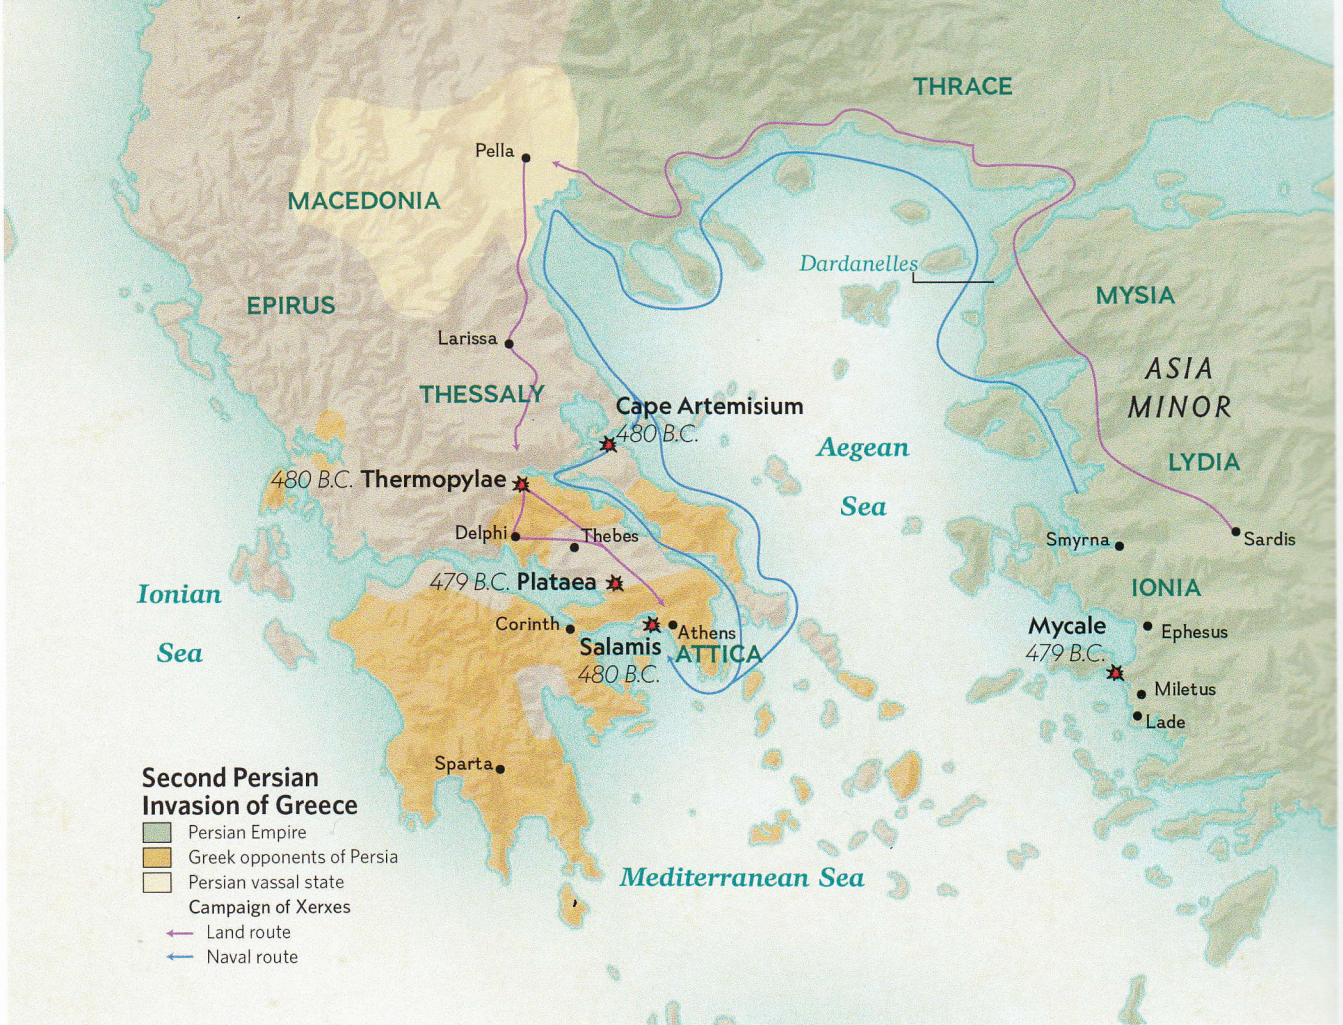 THRACE
Pella
MACEDONIA
Dardanelles
EPIRUS
MYSIA
Larissa
ASIA
MINOR
THESSALY
Cape Artemisium
480 B.C.
Aegean
Sea
LYDIA
480 B.C. Thermopylae
Delphi
Thebes
Smyrna
Sardis
479 B.C. Plataea
IONIA
Ionian
Sea
Corinth
Athens
Salamis
480 B.C.
ATTICA
Mycale
479 B.C.
Ephesus
Miletus
Lade
Sparta
Second Persian
Invasion of Greece
Persian Empire
Greek opponents of Persia
Persian vassal state
Campaign of Xerxes
Land route
Naval route
Mediterranean Sea